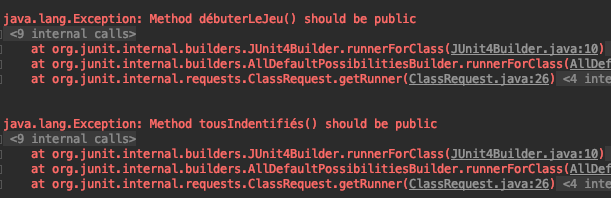 java.lang.Exception: Method débuterLeJeu() should be public
<9 internal calls>
at org.junit.internal.builders.JUnit4Builder.runnerForClass(JUnit4Builder.java:10)
at org.junit.internal.builders.AllDefaultPossibilitiesBuilder.runnerForClass(AllDef
at org.junit.internal.requests.ClassRequest.getRunner(ClassRequest.java:26) <4 inte
java.lang.Exception: Method tousIndentifiés() should be public
<9 internal calls>
at org.junit.internal.builders.JUnit4Builder.runnerForClass(JUnit4Builder.java:10)
at org.junit.internal.builders.AllDefaultPossibilitiesBuilder.runnerForClass(AllDef
at org.junit.internal.requests.ClassRequest.getRunner(ClassRequest.java:26) <4 inte